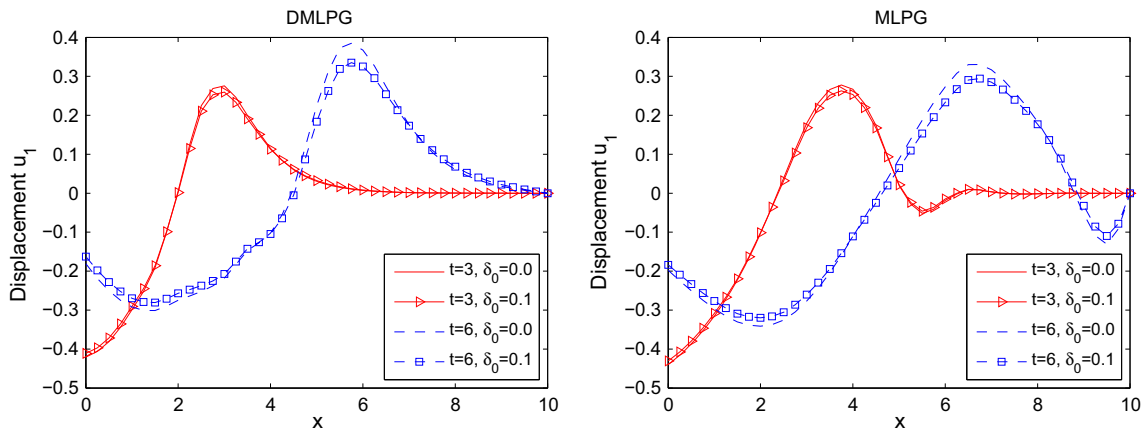 DMLPG
0.4
0.3
0.2
0.1
0
−0.1
−0.2
−0.3
−0.4
−0.5
Displacement u₁
0 2 4 6 8 10
x
t=3, δ₀=0.0
t=3, δ₀=0.1
t=6, δ₀=0.0
t=6, δ₀=0.1
MLPG
0.4
0.3
0.2
0.1
0
−0.1
−0.2
−0.3
−0.4
−0.5
Displacement u₁
0 2 4 6 8 10
x
t=3, δ₀=0.0
t=3, δ₀=0.1
t=6, δ₀=0.0
t=6, δ₀=0.1